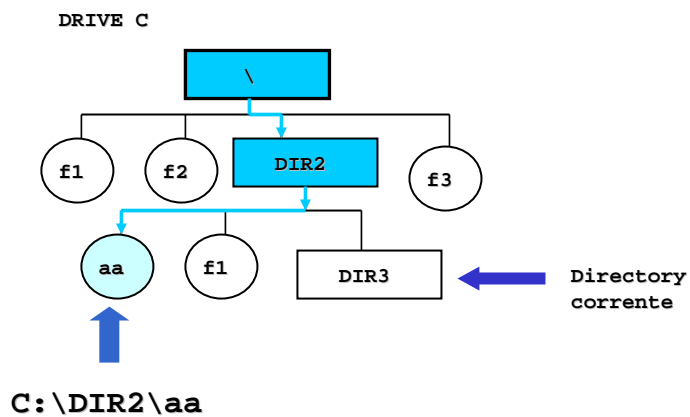 DRIVE C
\
f1
f2
DIR2
f3
aa
f1
DIR3
Directory
corrente
C:\DIR2\aa